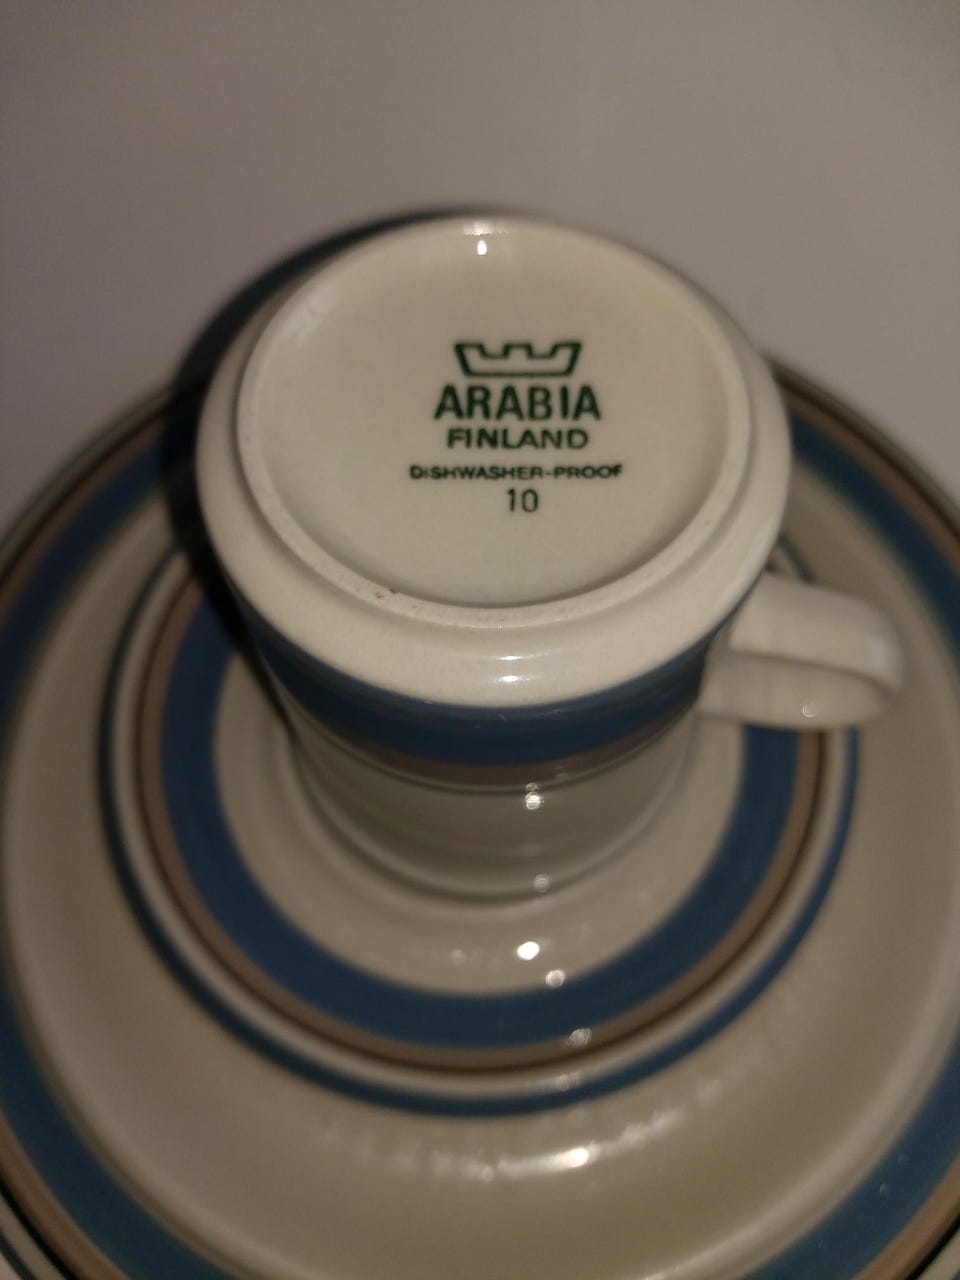 ARABIA
FINLAND
DISHWASHER-PROOF
10